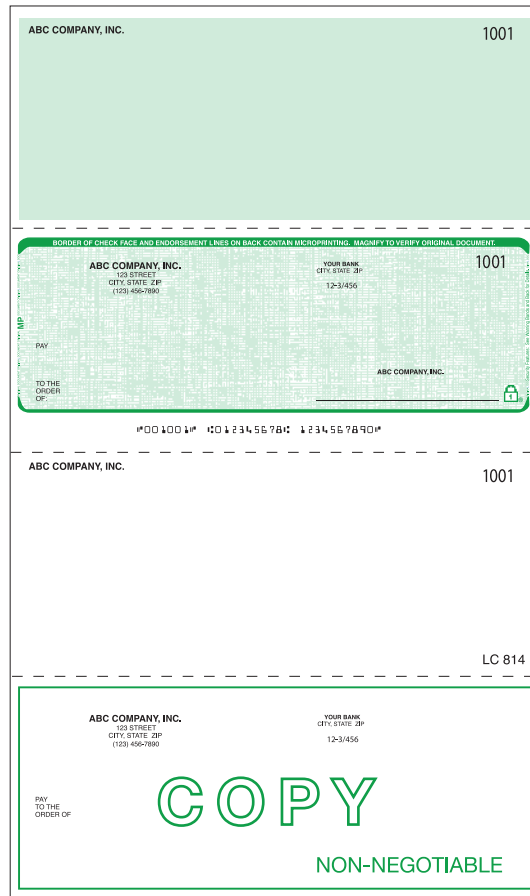 ABC COMPANY, INC.
1001
BORDER OF CHECK FACE AND ENDORSEMENT LINES ON BACK CONTAIN MICROPRINTING. MAGNIFY TO VERIFY ORIGINAL DOCUMENT.
ABC COMPANY, INC.
123 STREET
CITY, STATE ZIP
(123) 456-7890
YOUR BANK
CITY, STATE ZIP
12-3/456
1001
MP
PAY
ABC COMPANY, INC.
TO THE
ORDER
OF:
1
⑈001001⑈ ⑆012345678⑆ 1234567890⑈
ABC COMPANY, INC.
1001
LC 814
ABC COMPANY, INC.
123 STREET
CITY, STATE ZIP
(123) 456-7890
YOUR BANK
CITY, STATE ZIP
12-3/456
PAY
TO THE
ORDER OF
COPY
NON-NEGOTIABLE